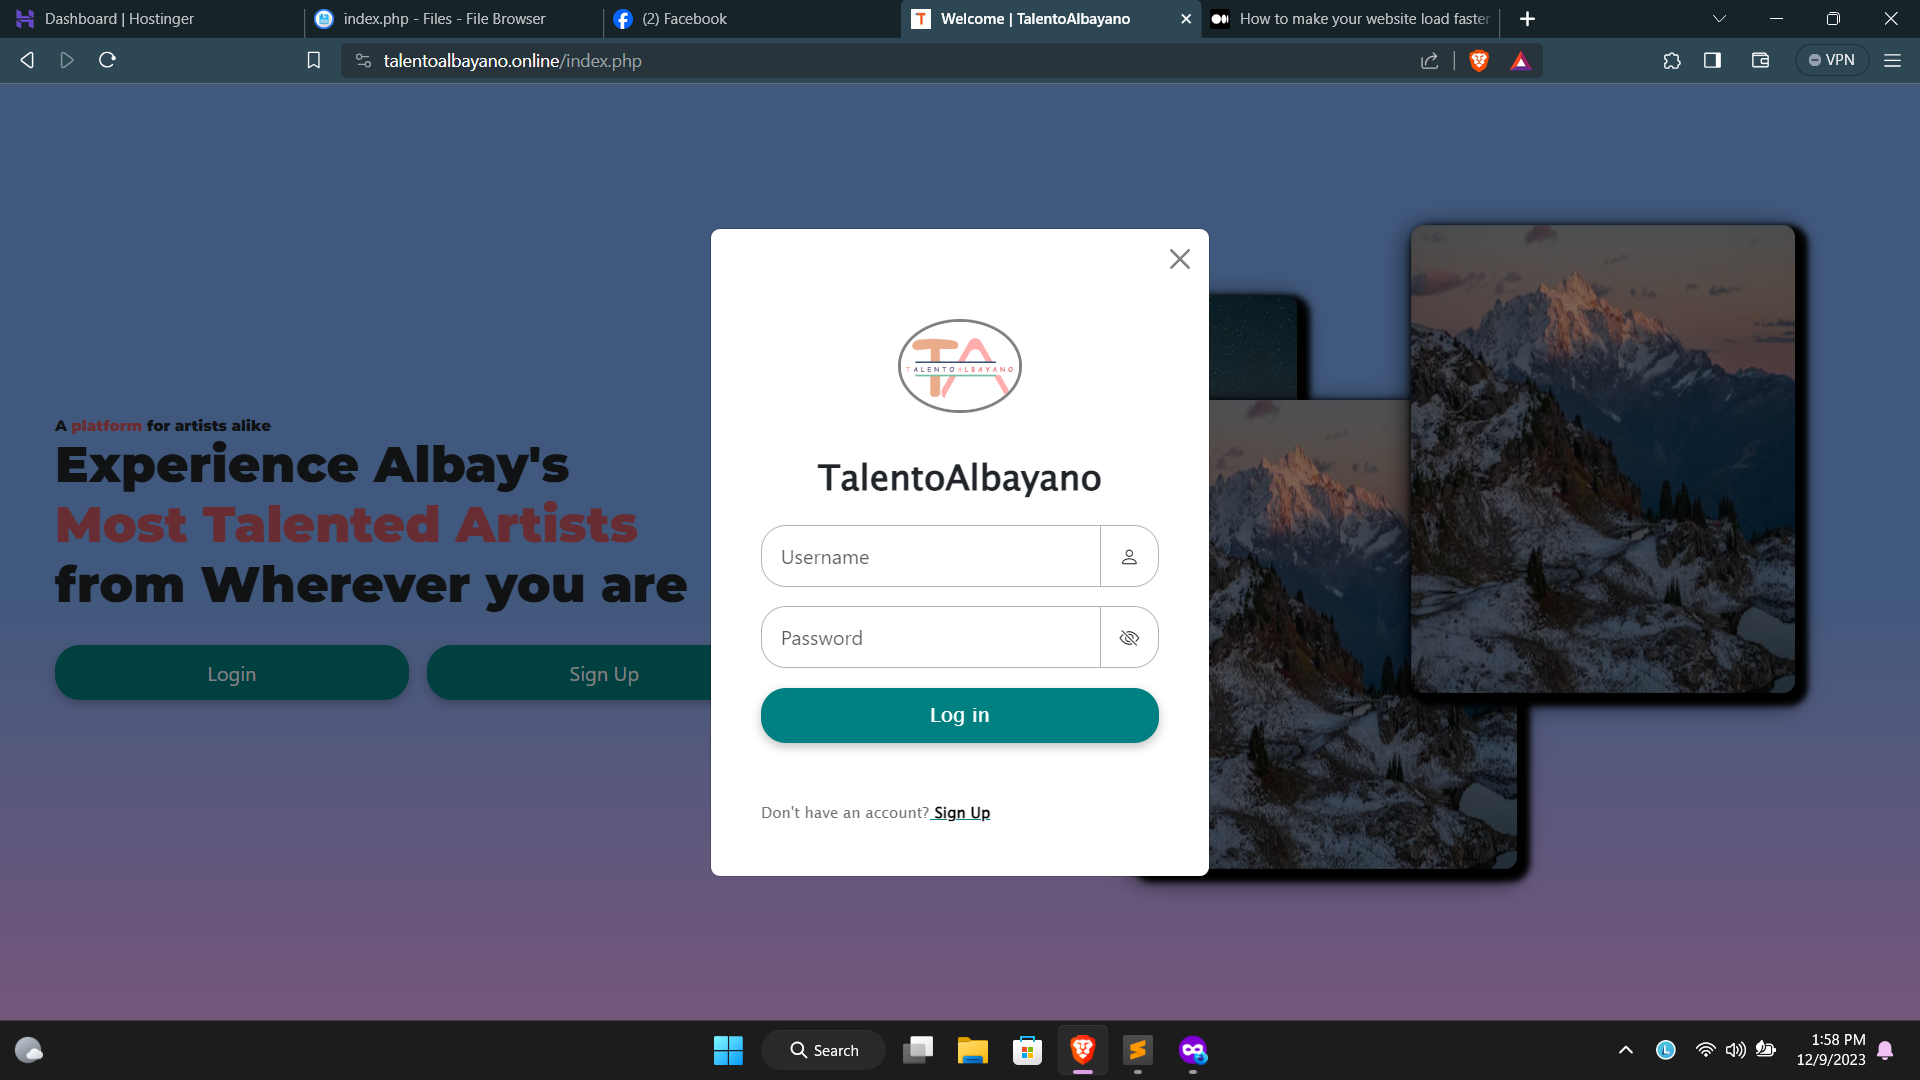 Dashboard | Hostinger
index.php - Files - File Browser
(2) Facebook
Welcome | TalentoAlbayano
How to make your website load faster
talentoalbayano.online/index.php
VPN
A platform for artists alike
Experience Albay's
Most Talented Artists
from Wherever you are
Login
Sign Up
TA
TALENTOALBAYANO
TalentoAlbayano
Username
Password
Log in
Don't have an account? Sign Up
Search
1:58 PM
12/9/2023